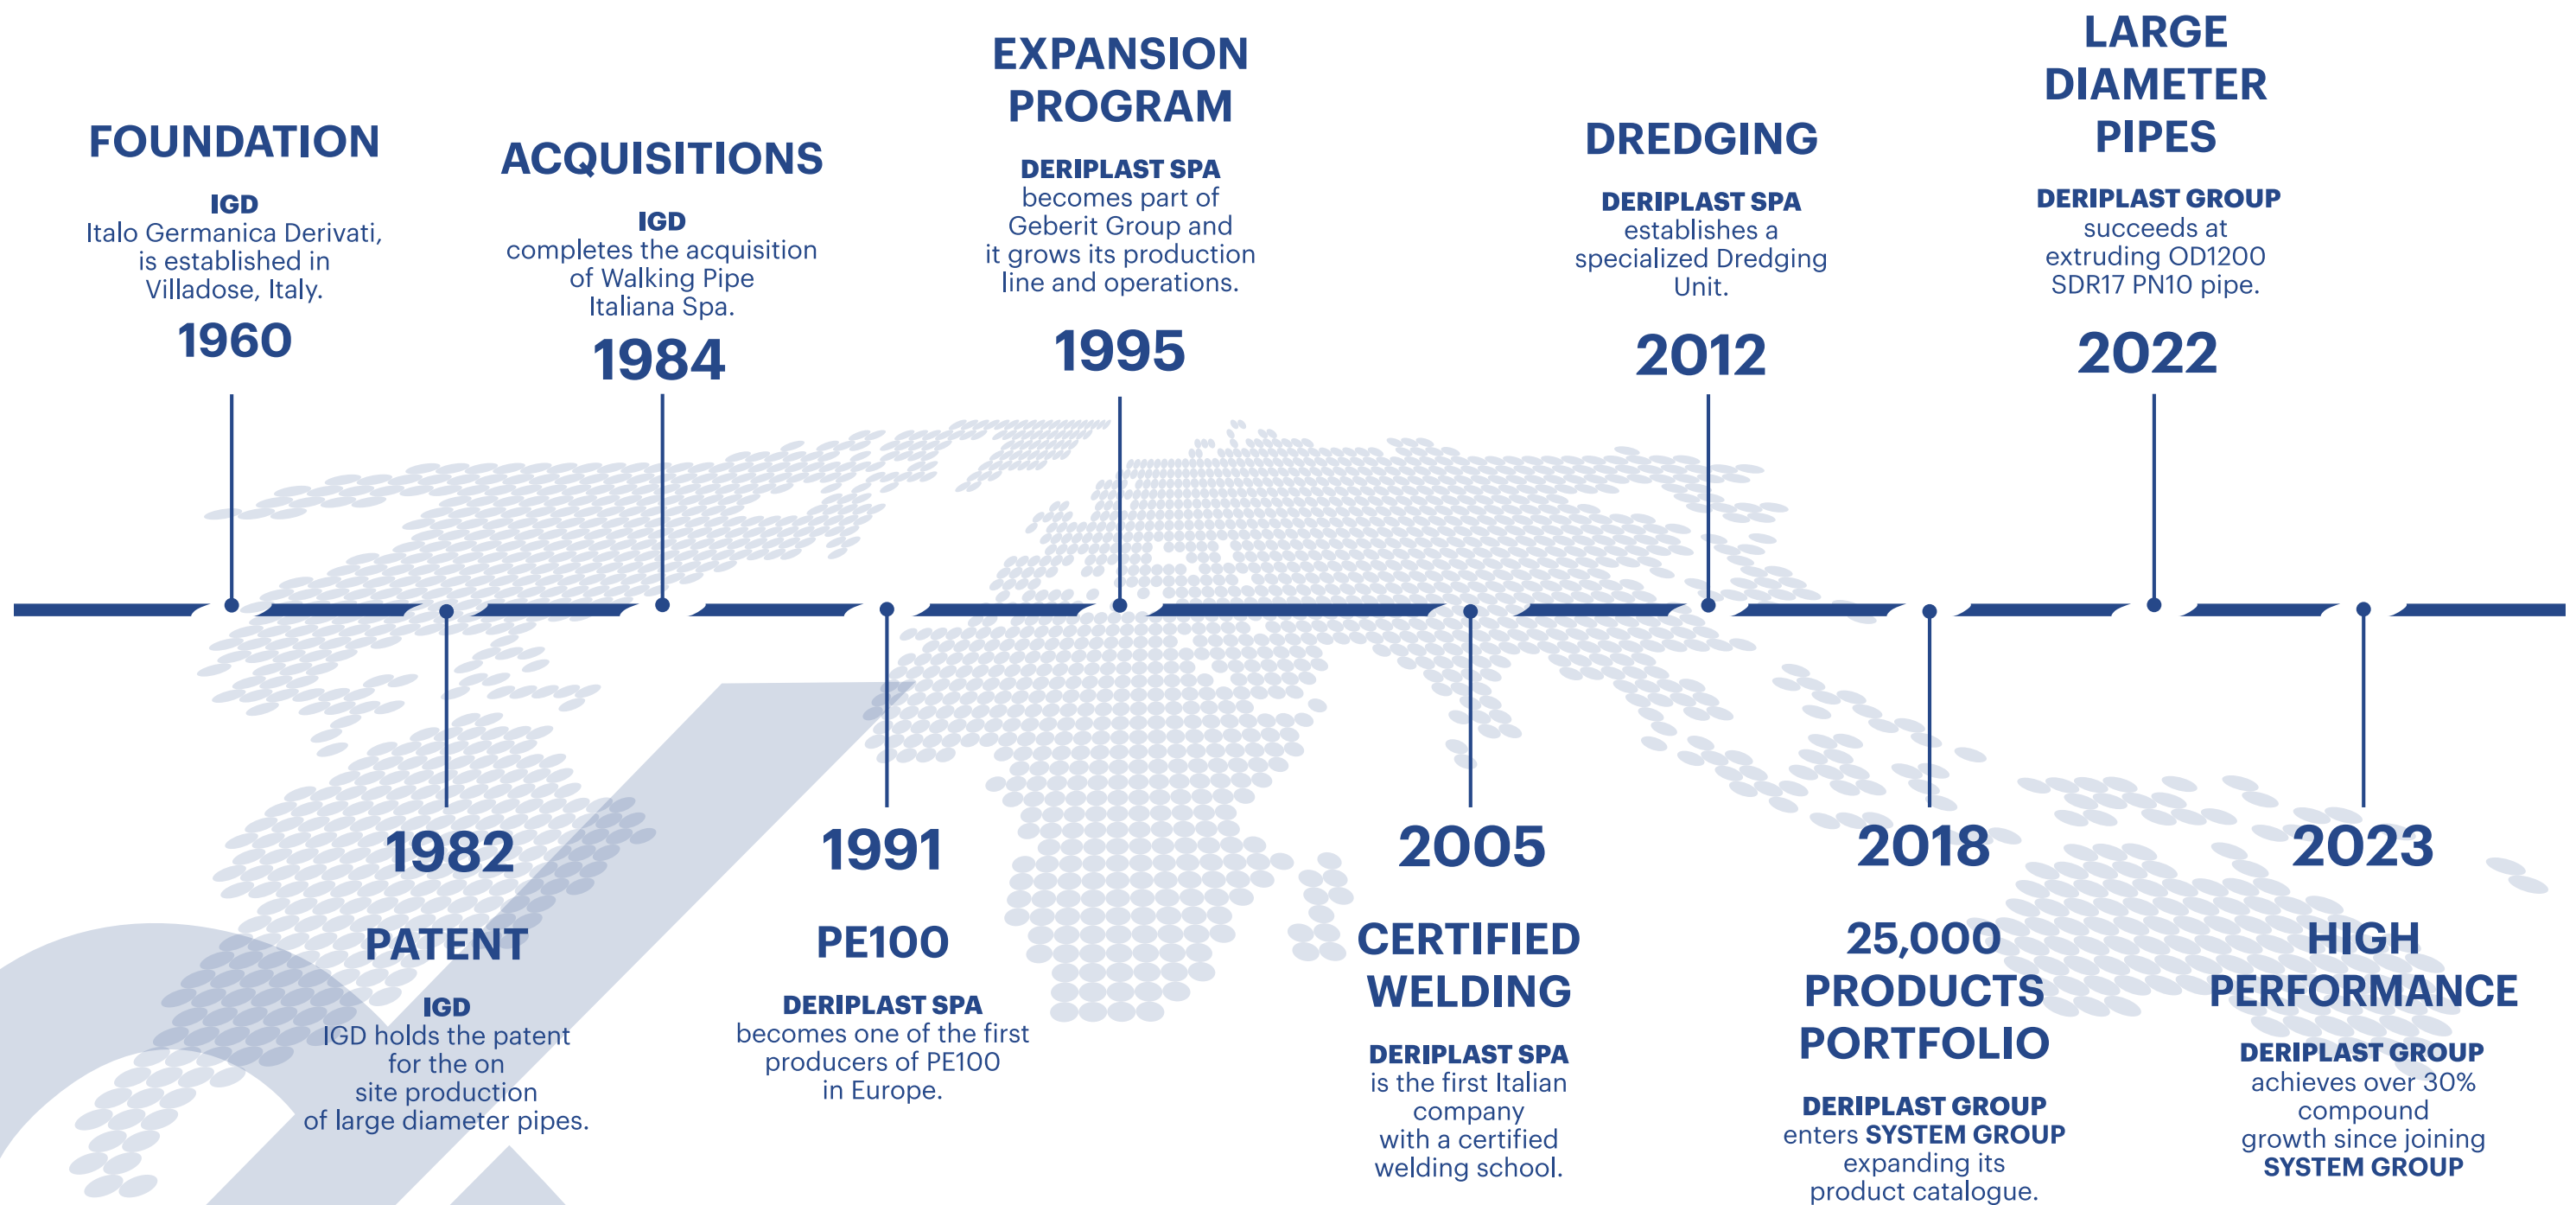 FOUNDATION
IGD
Italo Germanica Derivati,
is established in
Villadose, Italy.
1960
1982
PATENT
IGD
IGD holds the patent
for the on
site production
of large diameter pipes.
ACQUISITIONS
IGD
completes the acquisition
of Walking Pipe
Italiana Spa.
1984
1991
PE100
DERIPLAST SPA
becomes one of the first
producers of PE100
in Europe.
EXPANSION
PROGRAM
DERIPLAST SPA
becomes part of
Geberit Group and
it grows its production
line and operations.
1995
2005
CERTIFIED
WELDING
DERIPLAST SPA
is the first Italian
company
with a certified
welding school.
DREDGING
DERIPLAST SPA
establishes a
specialized Dredging
Unit.
2012
2018
25,000
PRODUCTS
PORTFOLIO
DERIPLAST GROUP
enters SYSTEM GROUP
expanding its
product catalogue.
LARGE
DIAMETER
PIPES
DERIPLAST GROUP
succeeds at
extruding OD1200
SDR17 PN10 pipe.
2022
2023
HIGH
PERFORMANCE
DERIPLAST GROUP
achieves over 30%
compound
growth since joining
SYSTEM GROUP